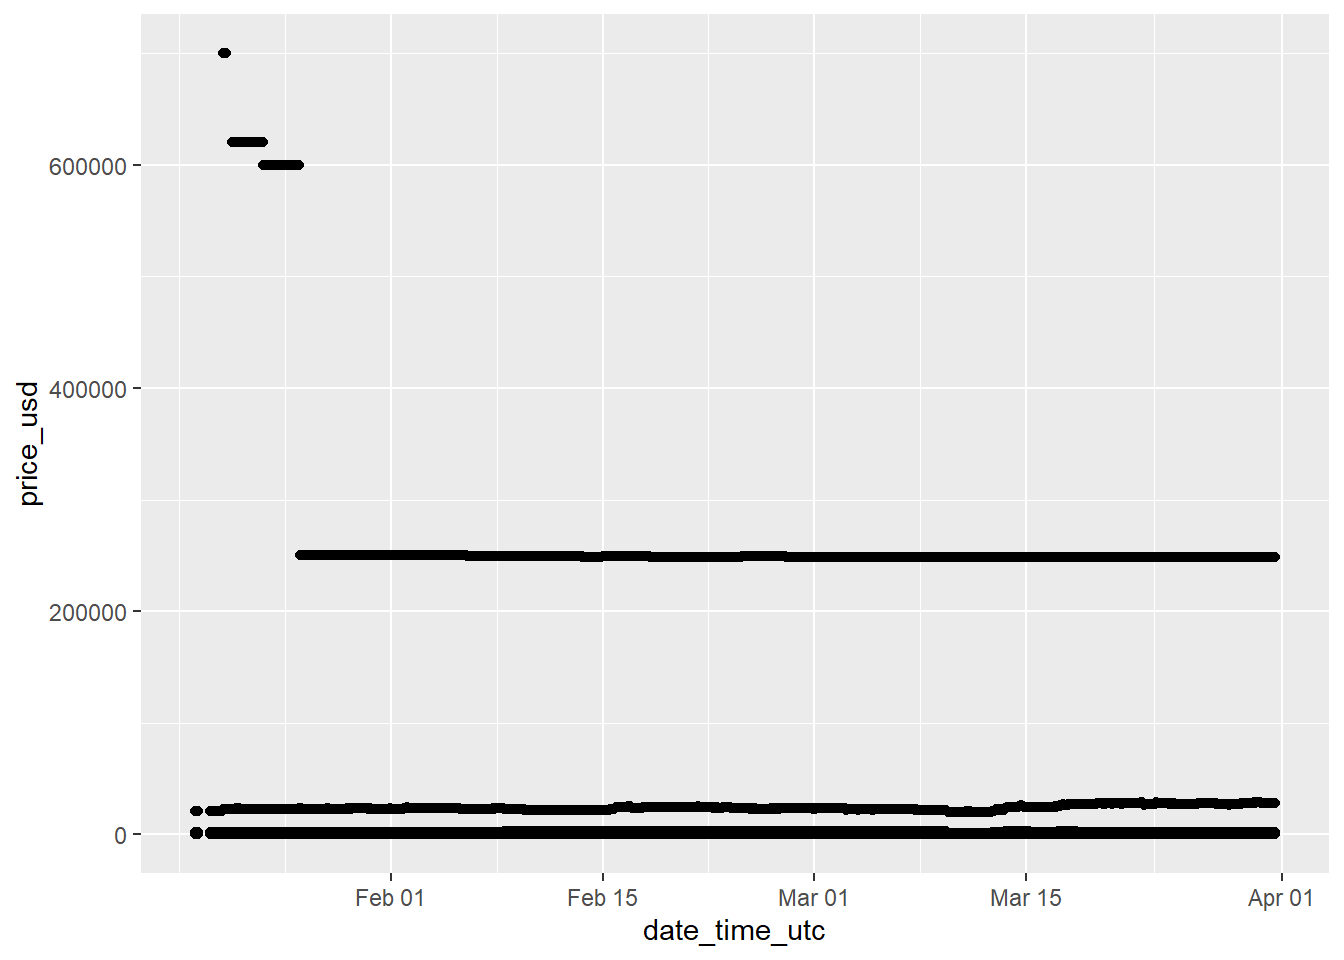 price_usd
600000
400000
200000
0
Feb 01
Feb 15
Mar 01
Mar 15
Apr 01
date_time_utc